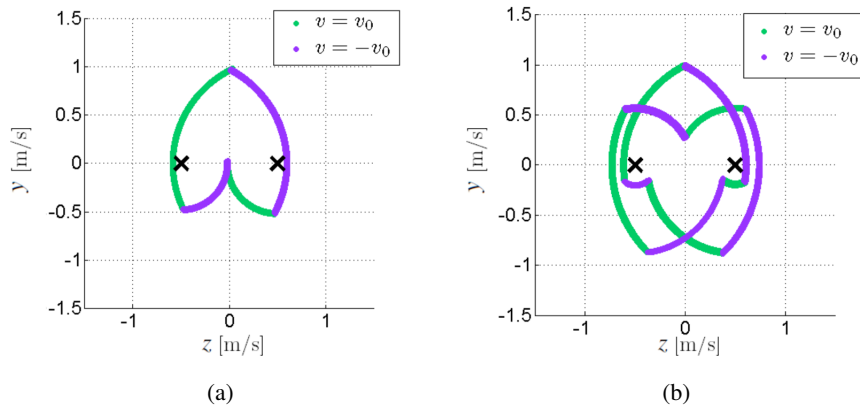 1.5
1
0.5
0
-0.5
-1
-1.5
y [m/s]
-1
0
1
z [m/s]
v = v₀
v = −v₀
(a)
1.5
1
0.5
0
-0.5
-1
-1.5
y [m/s]
-1
0
1
z [m/s]
v = v₀
v = −v₀
(b)